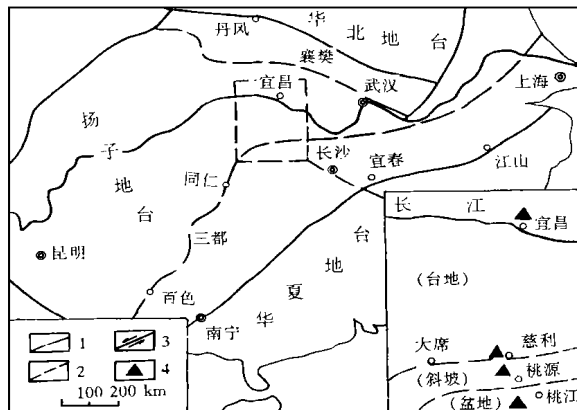 丹凤
华北地台
襄樊
宜昌
武汉
上海
扬子地台
长沙
宜春
江山
同仁
昆明
三都
百色
南宁
华夏地台
长江
宜昌
(台地)
大席
慈利
(斜坡)
桃源
(盆地)
桃江
1
3
2
4
100 200 km